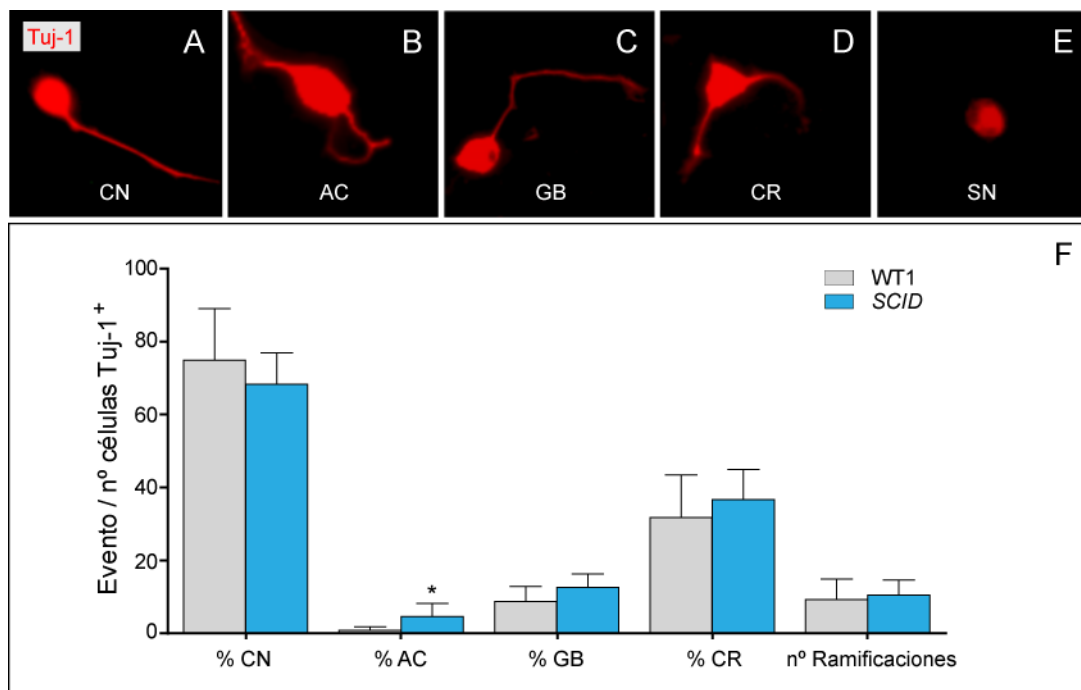 Tuj-1
A
B
C
D
E
CN
AC
GB
CR
SN
F
Evento / nº células Tuj-1⁺
100
80
60
40
20
0
WT1
SCID
*
% CN
% AC
% GB
% CR
nº Ramificaciones